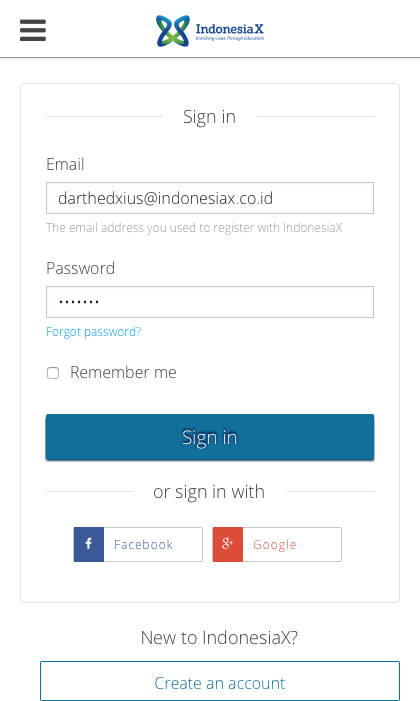 IndonesiaX
Enriching Lives Through Education
Sign in
Email
darthedxius@indonesiax.co.id
The email address you used to register with IndonesiaX
Password
•••••••
Forgot password?
Remember me
Sign in
or sign in with
f Facebook
g+ Google
New to IndonesiaX?
Create an account